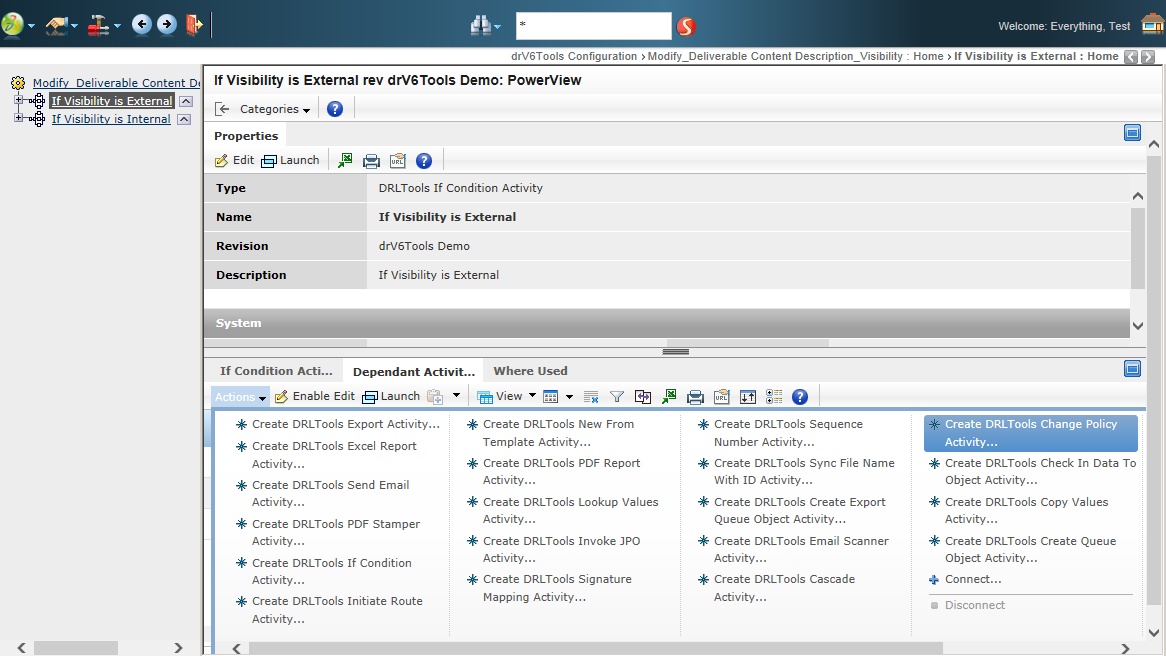 *
Welcome: Everything, Test
drV6Tools Configuration > Modify_Deliverable Content Description_Visibility : Home > If Visibility is External : Home
Modify_Deliverable Content De
If Visibility is External
If Visibility is Internal
If Visibility is External rev drV6Tools Demo: PowerView
Categories
Properties
Edit Launch
Type DRLTools If Condition Activity
Name If Visibility is External
Revision drV6Tools Demo
Description If Visibility is External
System
If Condition Acti... Dependant Activit... Where Used
Actions Enable Edit Launch View
Create DRLTools Export Activity...
Create DRLTools Excel Report
Activity...
Create DRLTools Send Email
Activity...
Create DRLTools PDF Stamper
Activity...
Create DRLTools If Condition
Activity...
Create DRLTools Initiate Route
Activity...
Create DRLTools New From
Template Activity...
Create DRLTools PDF Report
Activity...
Create DRLTools Lookup Values
Activity...
Create DRLTools Invoke JPO
Activity...
Create DRLTools Signature
Mapping Activity...
Create DRLTools Sequence
Number Activity...
Create DRLTools Sync File Name
With ID Activity...
Create DRLTools Create Export
Queue Object Activity...
Create DRLTools Email Scanner
Activity...
Create DRLTools Cascade
Activity...
Create DRLTools Change Policy
Activity...
Create DRLTools Check In Data To
Object Activity...
Create DRLTools Copy Values
Activity...
Create DRLTools Create Queue
Object Activity...
Connect...
Disconnect